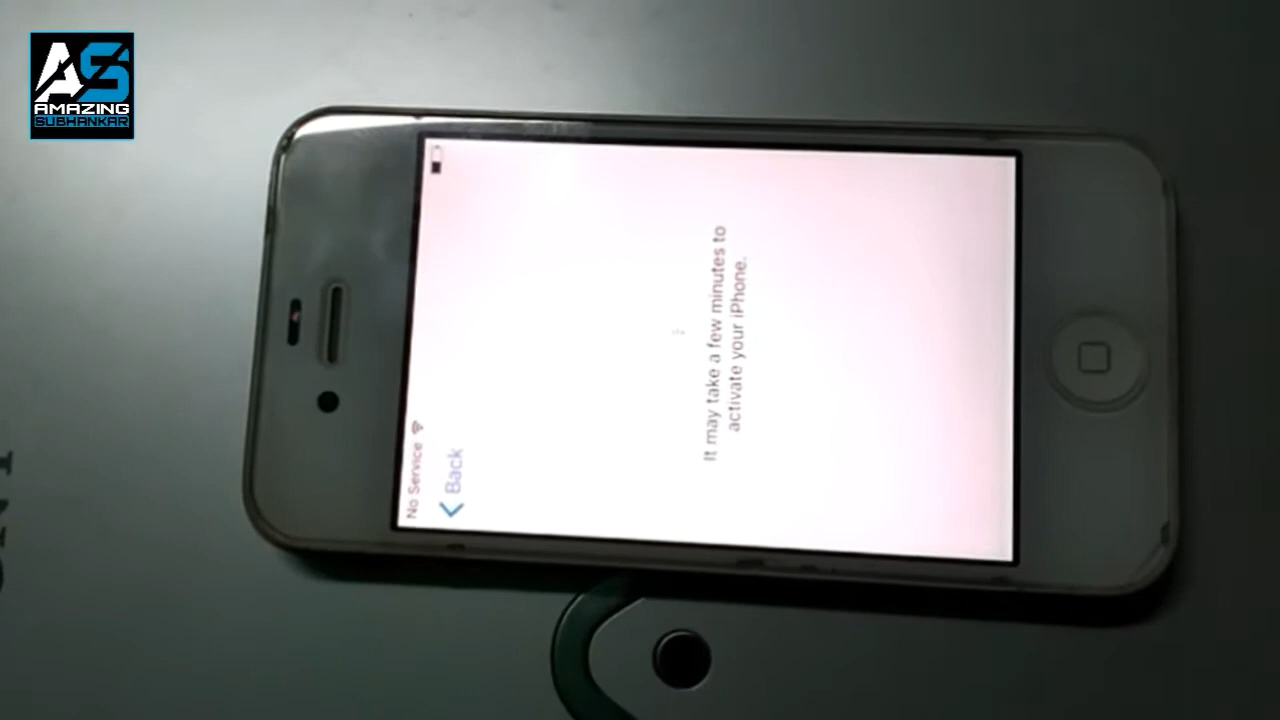 AS
AMAZING
SUBHANKAR
No Service
Back
It may take a few minutes to
activate your iPhone.